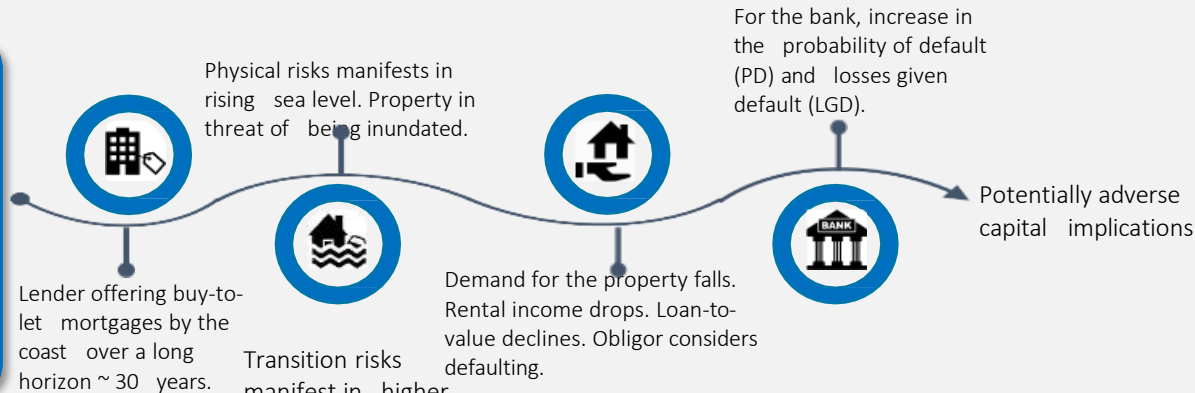 Lender offering buy-to-
let mortgages by the
coast over a long
horizon ~ 30 years.
Physical risks manifests in
rising sea level. Property in
threat of being inundated.
Transition risks
manifest in higher
Demand for the property falls.
Rental income drops. Loan-to-
value declines. Obligor considers
defaulting.
For the bank, increase in
the probability of default
(PD) and losses given
default (LGD).
BANK
Potentially adverse
capital implications